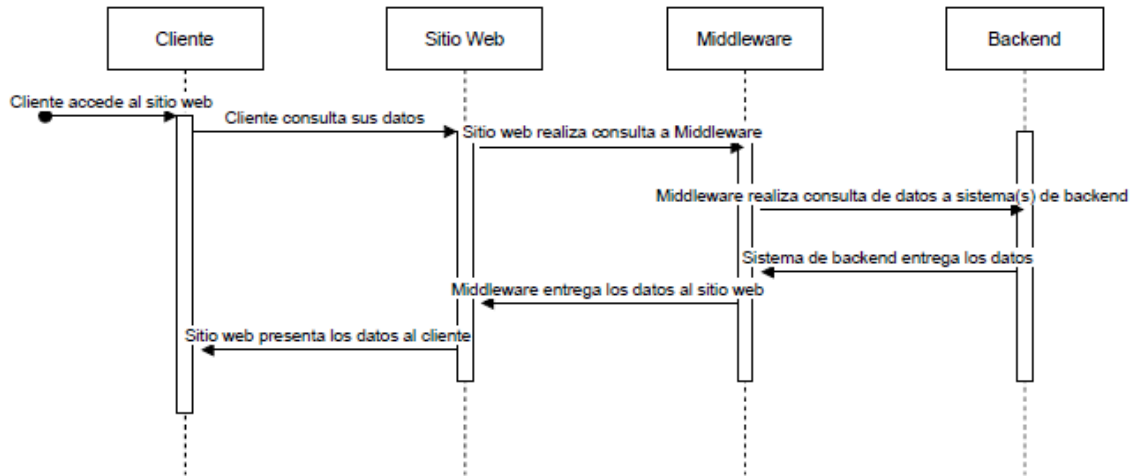 Cliente
Sitio Web
Middleware
Backend
Cliente accede al sitio web
Cliente consulta sus datos
Sitio web realiza consulta a Middleware
Middleware realiza consulta de datos a sistema(s) de backend
Sistema de backend entrega los datos
Middleware entrega los datos al sitio web
Sitio web presenta los datos al cliente